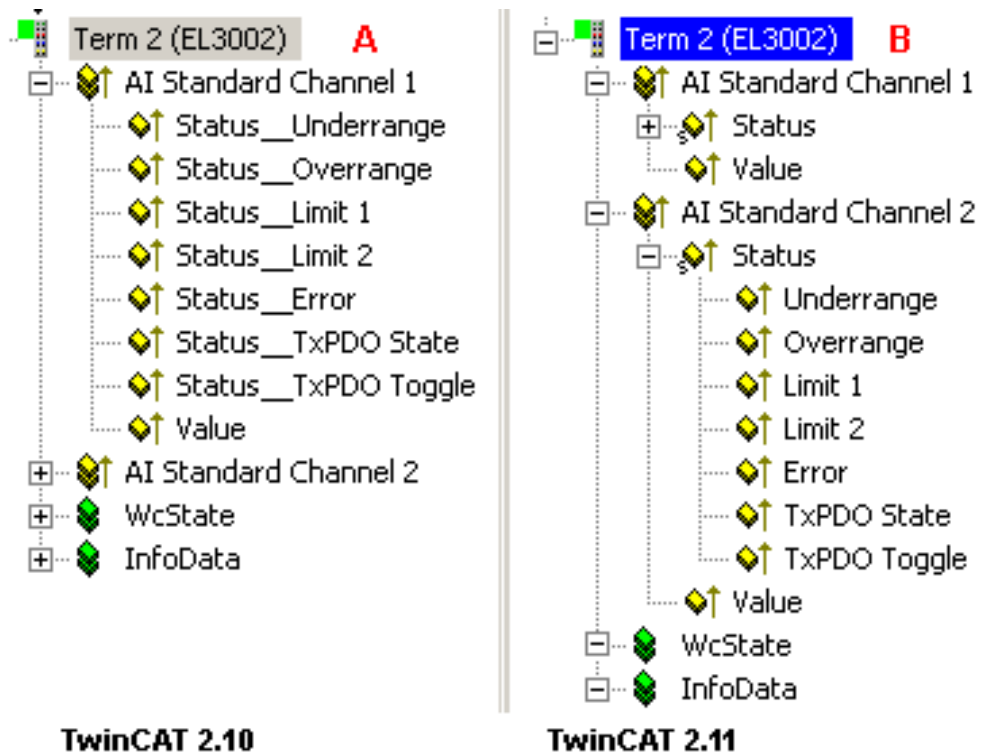 Term 2 (EL3002) A
AI Standard Channel 1
Status__Underrange
Status__Overrange
Status__Limit 1
Status__Limit 2
Status__Error
Status__TxPDO State
Status__TxPDO Toggle
Value
AI Standard Channel 2
WcState
InfoData
TwinCAT 2.10
Term 2 (EL3002) B
AI Standard Channel 1
Status
Value
AI Standard Channel 2
Status
Underrange
Overrange
Limit 1
Limit 2
Error
TxPDO State
TxPDO Toggle
Value
WcState
InfoData
TwinCAT 2.11